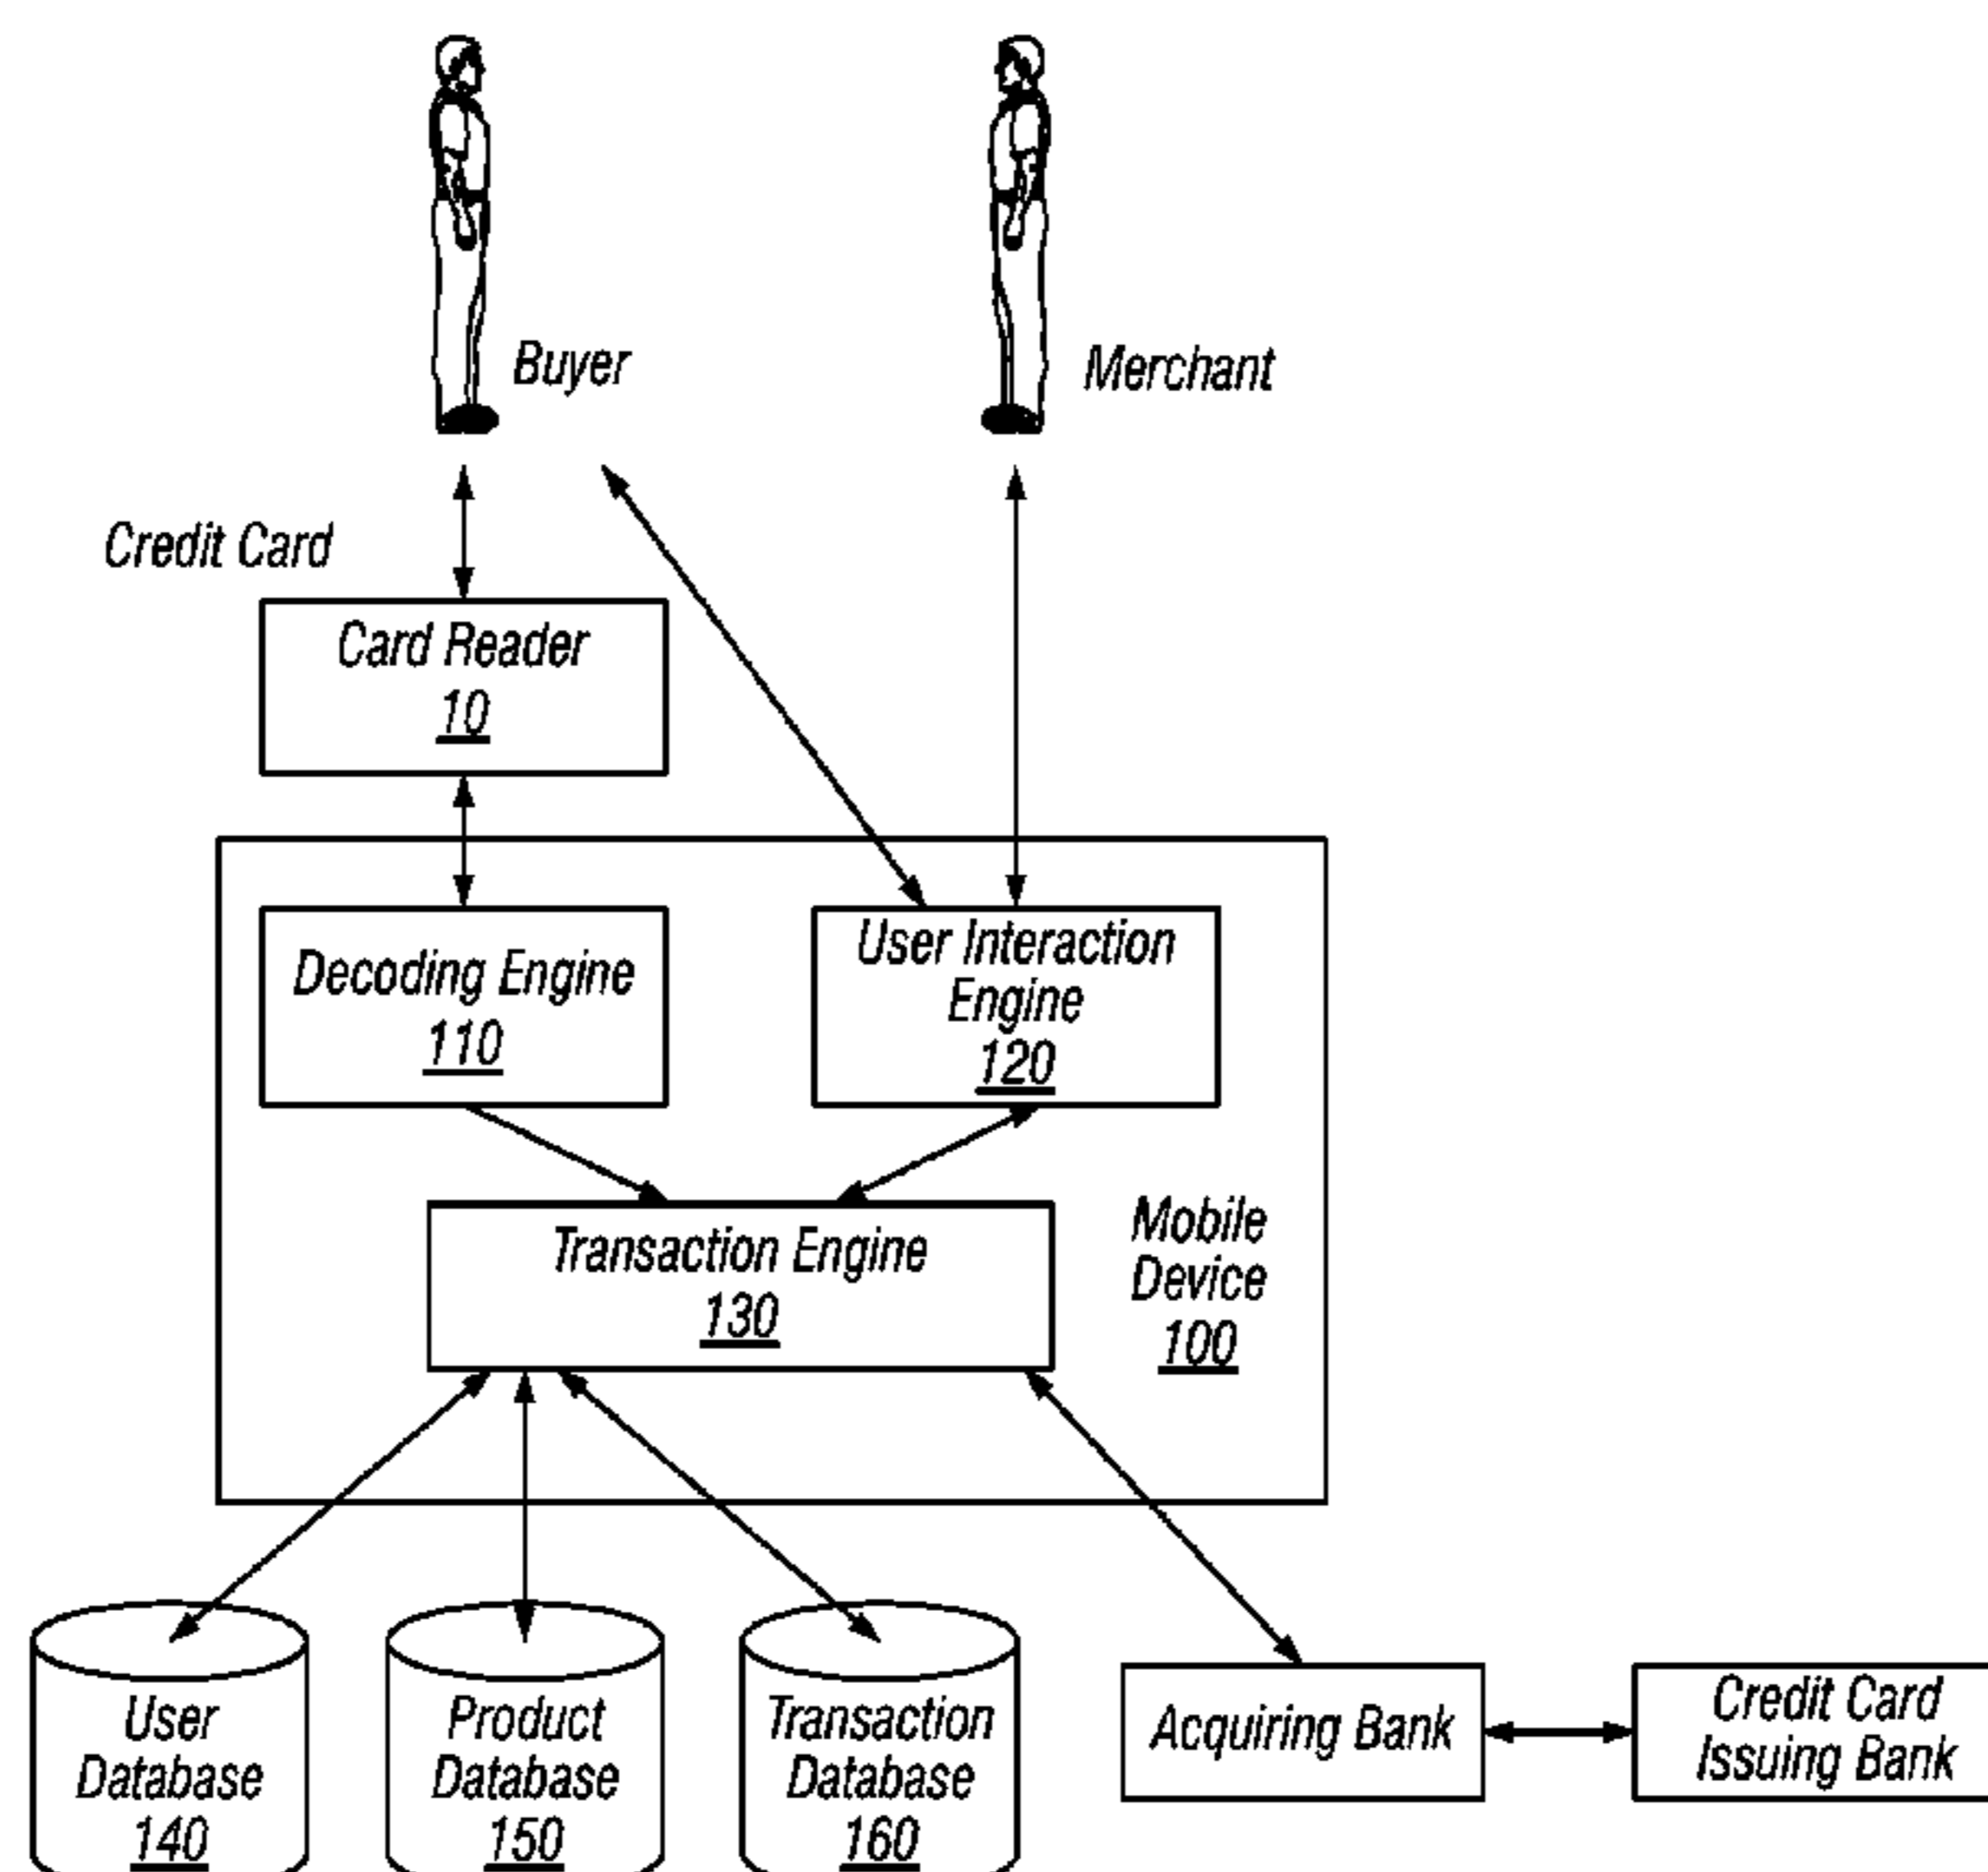 Buyer
Merchant
Credit Card
Card Reader
10
Decoding Engine
110
User Interaction
Engine
120
Transaction Engine
130
Mobile
Device
100
User
Database
140
Product
Database
150
Transaction
Database
160
Acquiring Bank
Credit Card
Issuing Bank